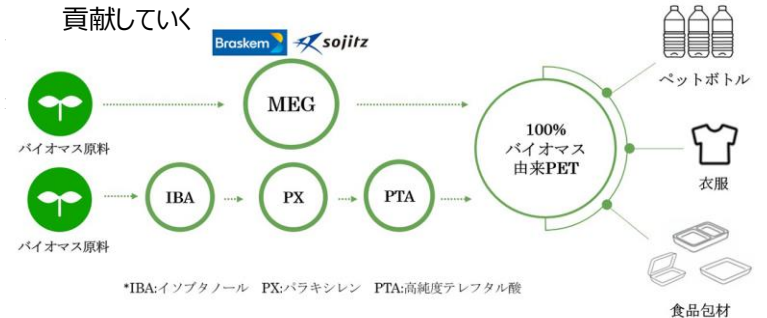 貢献していく
Braskem sojitz
ペットボトル
MEG
バイオマス原料
100%
バイオマス
由来PET
衣服
IBA
PX
PTA
バイオマス原料
*IBA:イソブタノール PX:パラキシレン PTA:高純度テレフタル酸
食品包材